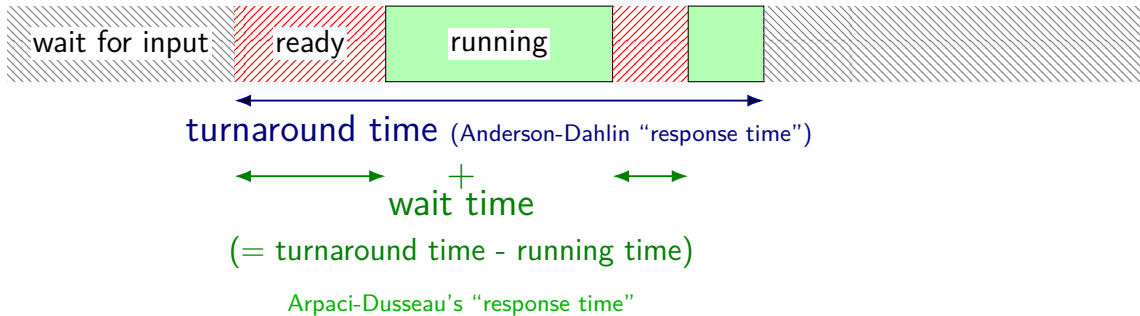 wait for input ready running
turnaround time (Anderson-Dahlin “response time”)
+
wait time
(= turnaround time - running time)
Arpaci-Dusseau's “response time”